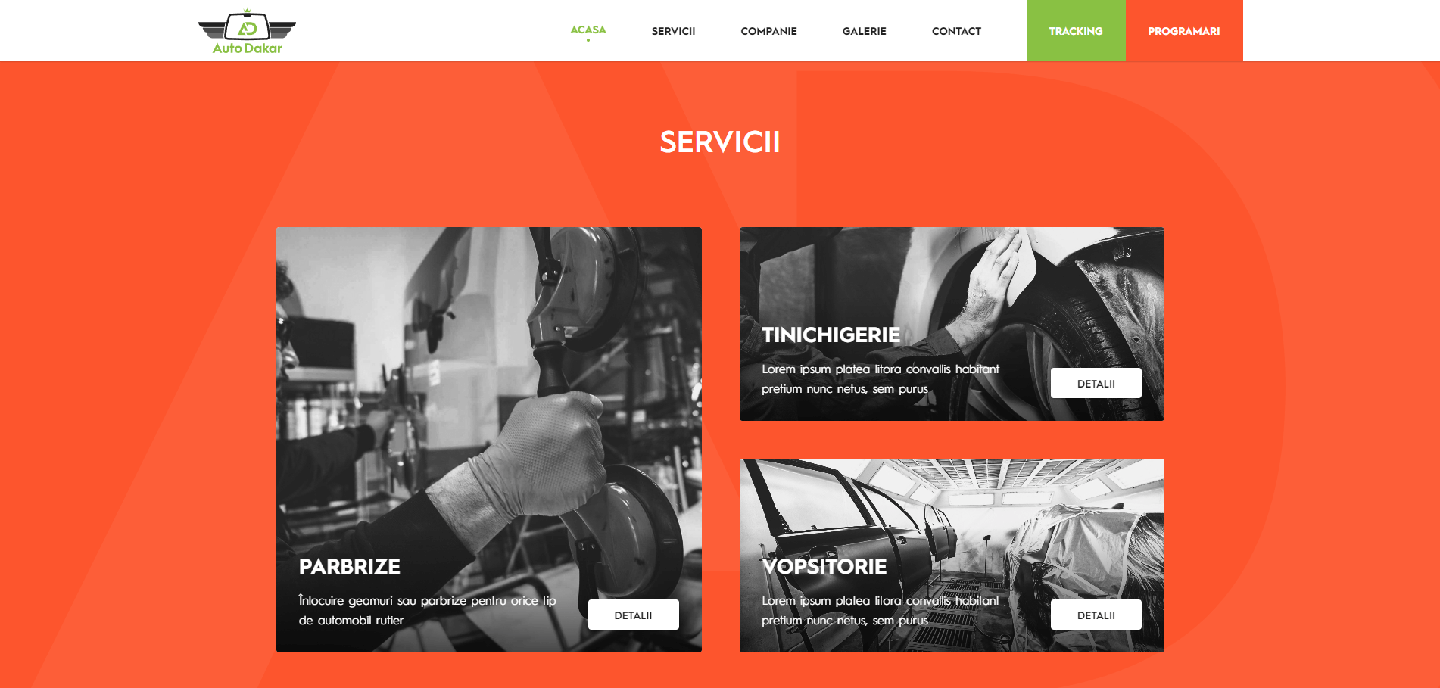 AD
Auto Dakar
ACASA
SERVICII
COMPANIE
GALERIE
CONTACT
TRACKING
PROGRAMARI
SERVICII
PARBRIZE
Înlocuire geamuri sau parbrize pentru orice tip
de automobil rutier
DETALII
TINICHIGERIE
Lorem ipsum platea litora convallis habitant
pretium nunc netus, sem purus
DETALII
VOPSITORIE
Lorem ipsum platea litora convallis habitant
pretium nunc netus, sem purus
DETALII